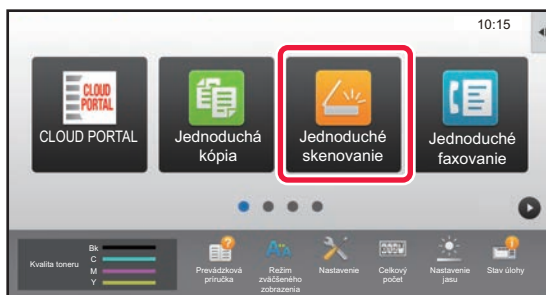 10:15
CLOUD
PORTAL
CLOUD PORTAL
Jednoduchá
kópia
Jednoduché
skenovanie
Jednoduché
faxovanie
Kvalita toneru
Bk
C
M
Y
Prevádzková
príručka
Režim
zväčšeného
zobrazenia
Nastavenie
Celkový
počet
Nastavenie
jasu
Stav úlohy